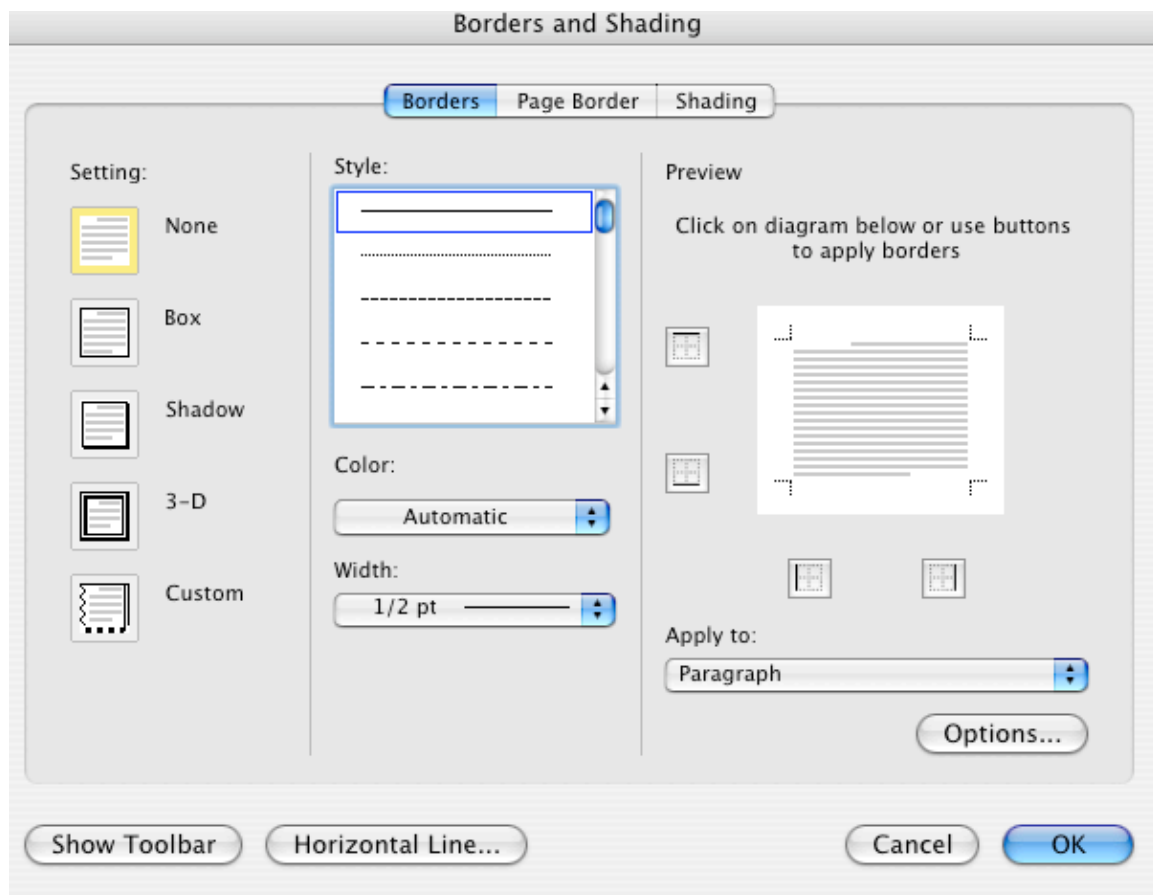 Borders and Shading
Borders
Page Border
Shading
Setting:
None
Box
Shadow
3-D
Custom
Style:
Color:
Automatic
Width:
1/2 pt
Preview
Click on diagram below or use buttons
to apply borders
Apply to:
Paragraph
Options...
Show Toolbar
Horizontal Line...
Cancel
OK